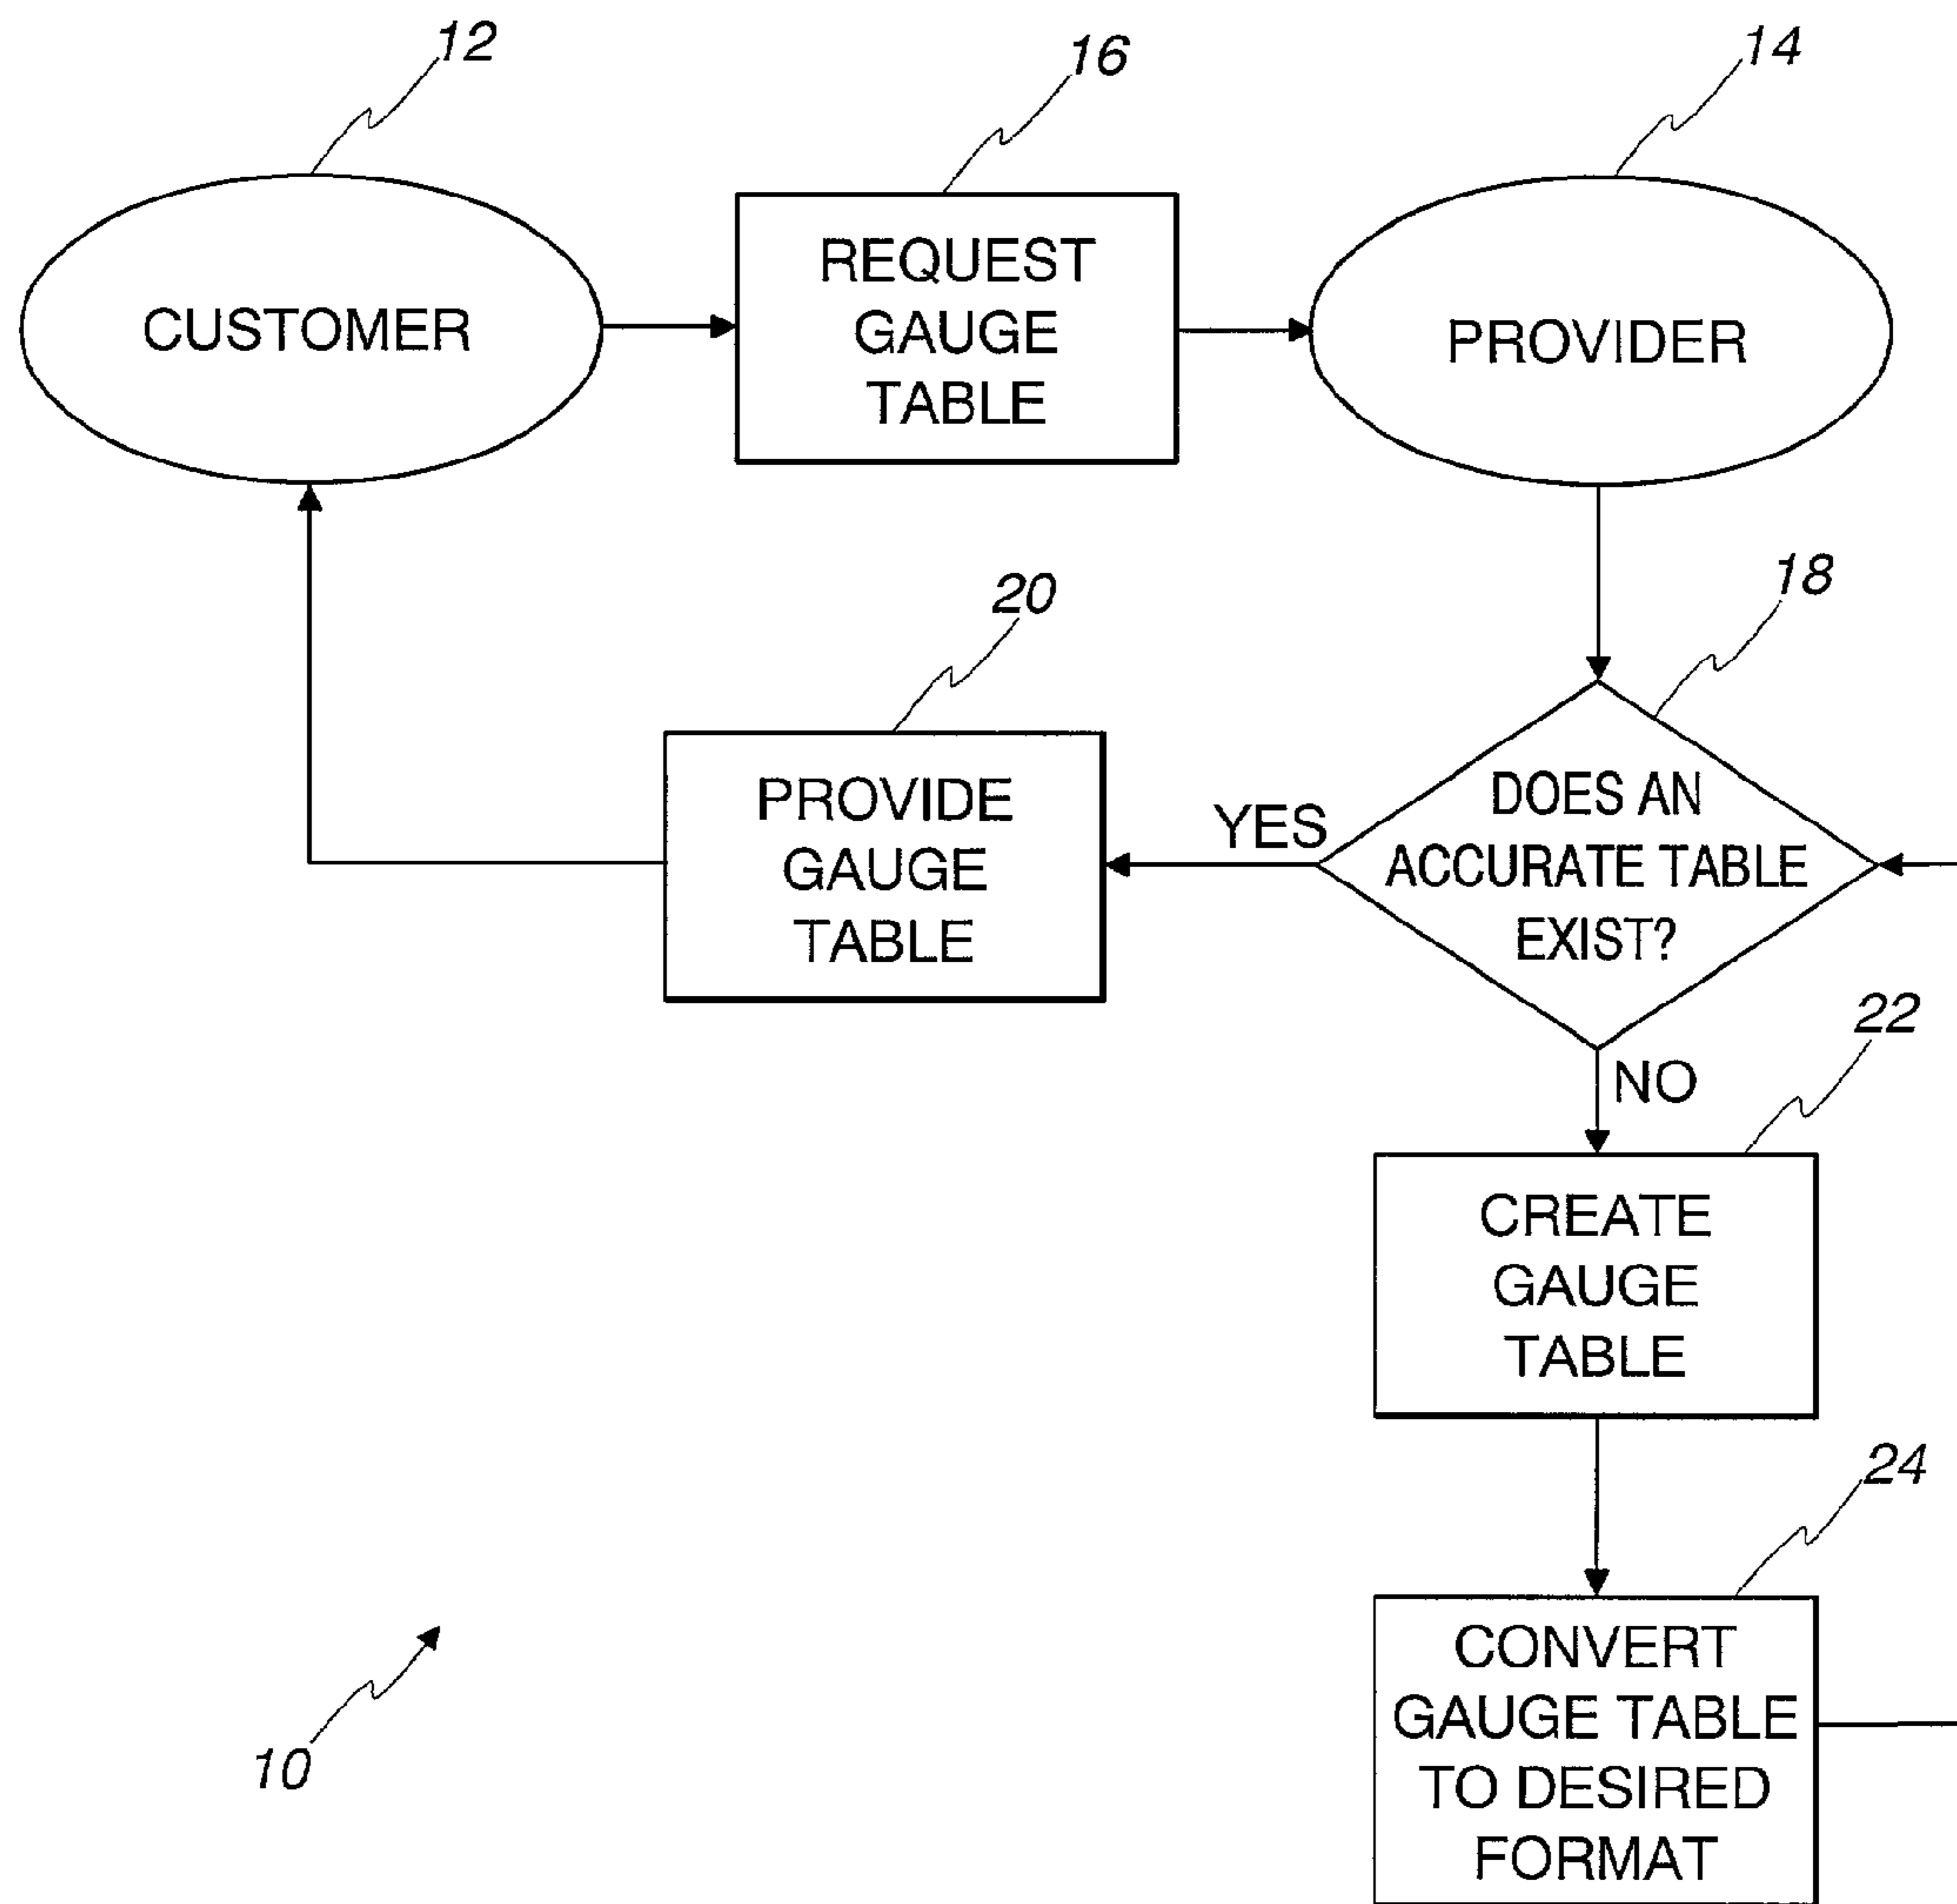 12
16
14
CUSTOMER
REQUEST
GAUGE
TABLE
PROVIDER
20
18
PROVIDE
GAUGE
TABLE
YES
DOES AN
ACCURATE TABLE
EXIST?
22
NO
CREATE
GAUGE
TABLE
24
CONVERT
GAUGE TABLE
TO DESIRED
FORMAT
10